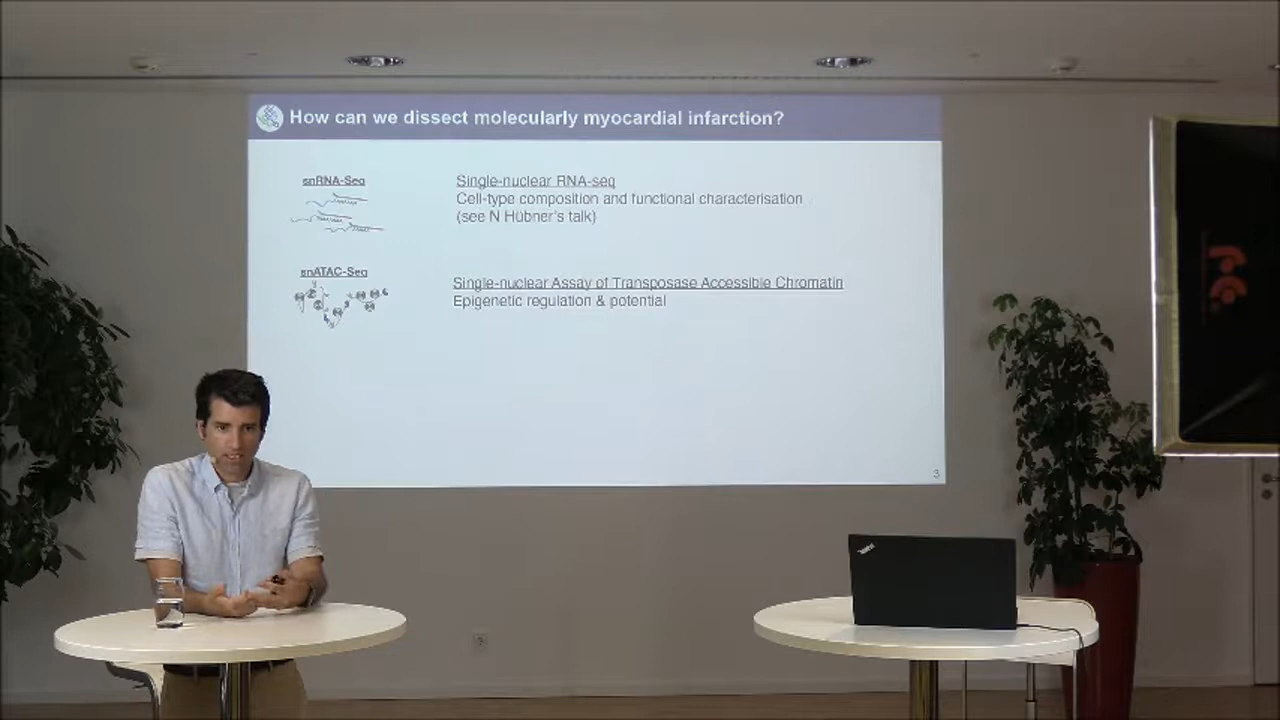 How can we dissect molecularly myocardial infarction?
snRNA-Seq
Single-nuclear RNA-seq
Cell-type composition and functional characterisation
(see N Hübner's talk)
snATAC-Seq
Single-nuclear Assay of Transposase Accessible Chromatin
Epigenetic regulation & potential
3
ThinkPad